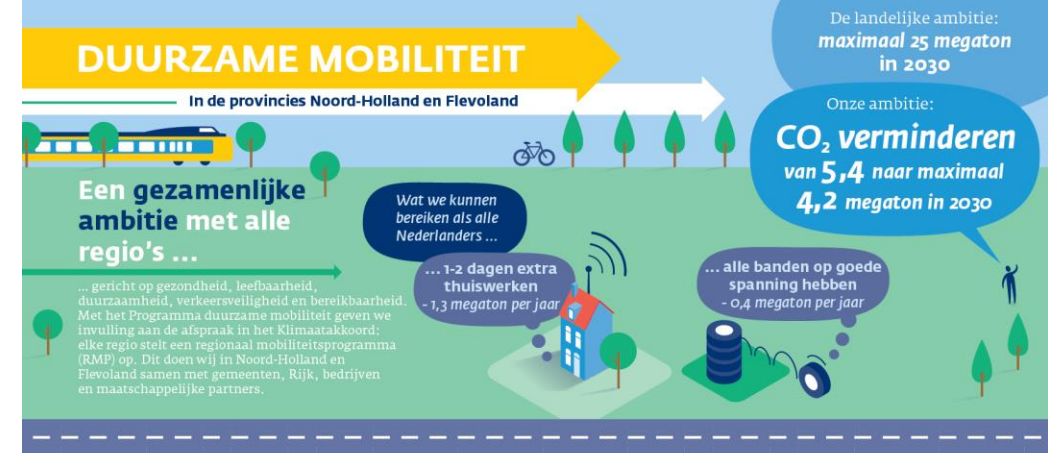 DUURZAME MOBILITEIT
In de provincies Noord-Holland en Flevoland
De landelijke ambitie:
maximaal 25 megaton
in 2030
Onze ambitie:
CO₂ verminderen
van 5,4 naar maximaal
4,2 megaton in 2030
Een gezamenlijke
ambitie met alle
regio's ...
... gericht op gezondheid, leefbaarheid,
duurzaamheid, verkeersveiligheid en bereikbaarheid.
Met het Programma duurzame mobiliteit geven we
invulling aan de afspraak in het Klimaatakkoord:
elke regio stelt een regionaal mobiliteitsprogramma
(RMP) op. Dit doen wij in Noord-Holland en
Flevoland samen met gemeenten, Rijk, bedrijven
en maatschappelijke partners.
Wat we kunnen
bereiken als alle
Nederlanders ...
... 1-2 dagen extra
thuiswerken
- 1,3 megaton per jaar
... alle banden op goede
spanning hebben
- 0,4 megaton per jaar